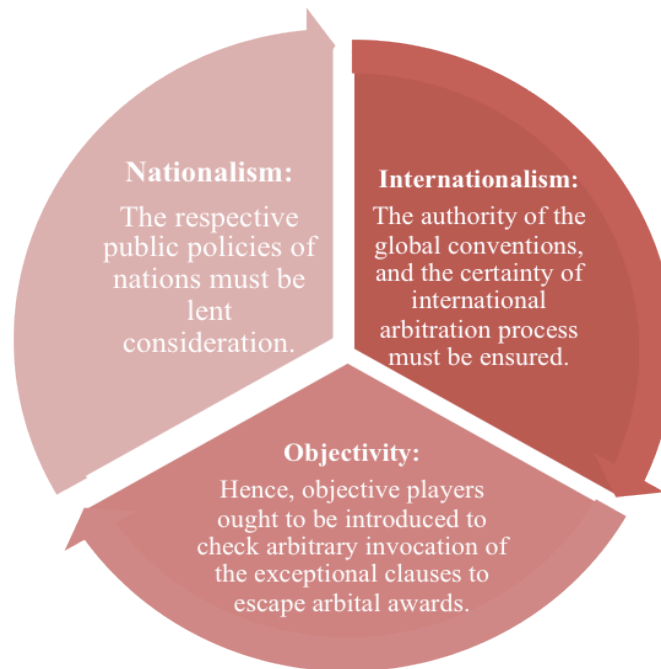 Nationalism:
The respective
public policies of
nations must be
lent
consideration.
Internationalism:
The authority of the
global conventions,
and the certainty of
international
arbitration process
must be ensured.
Objectivity:
Hence, objective players
ought to be introduced to
check arbitrary invocation of
the exceptional clauses to
escape arbital awards.